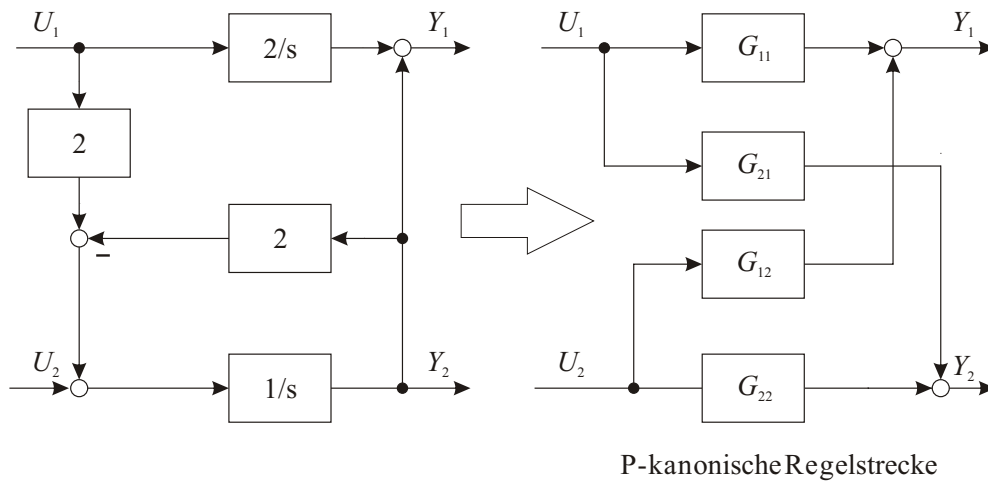 U₁
2/s
Y₁
2
2
–
U₂
1/s
Y₂
U₁
G₁₁
Y₁
G₂₁
G₁₂
U₂
G₂₂
Y₂
P-kanonische Regelstrecke